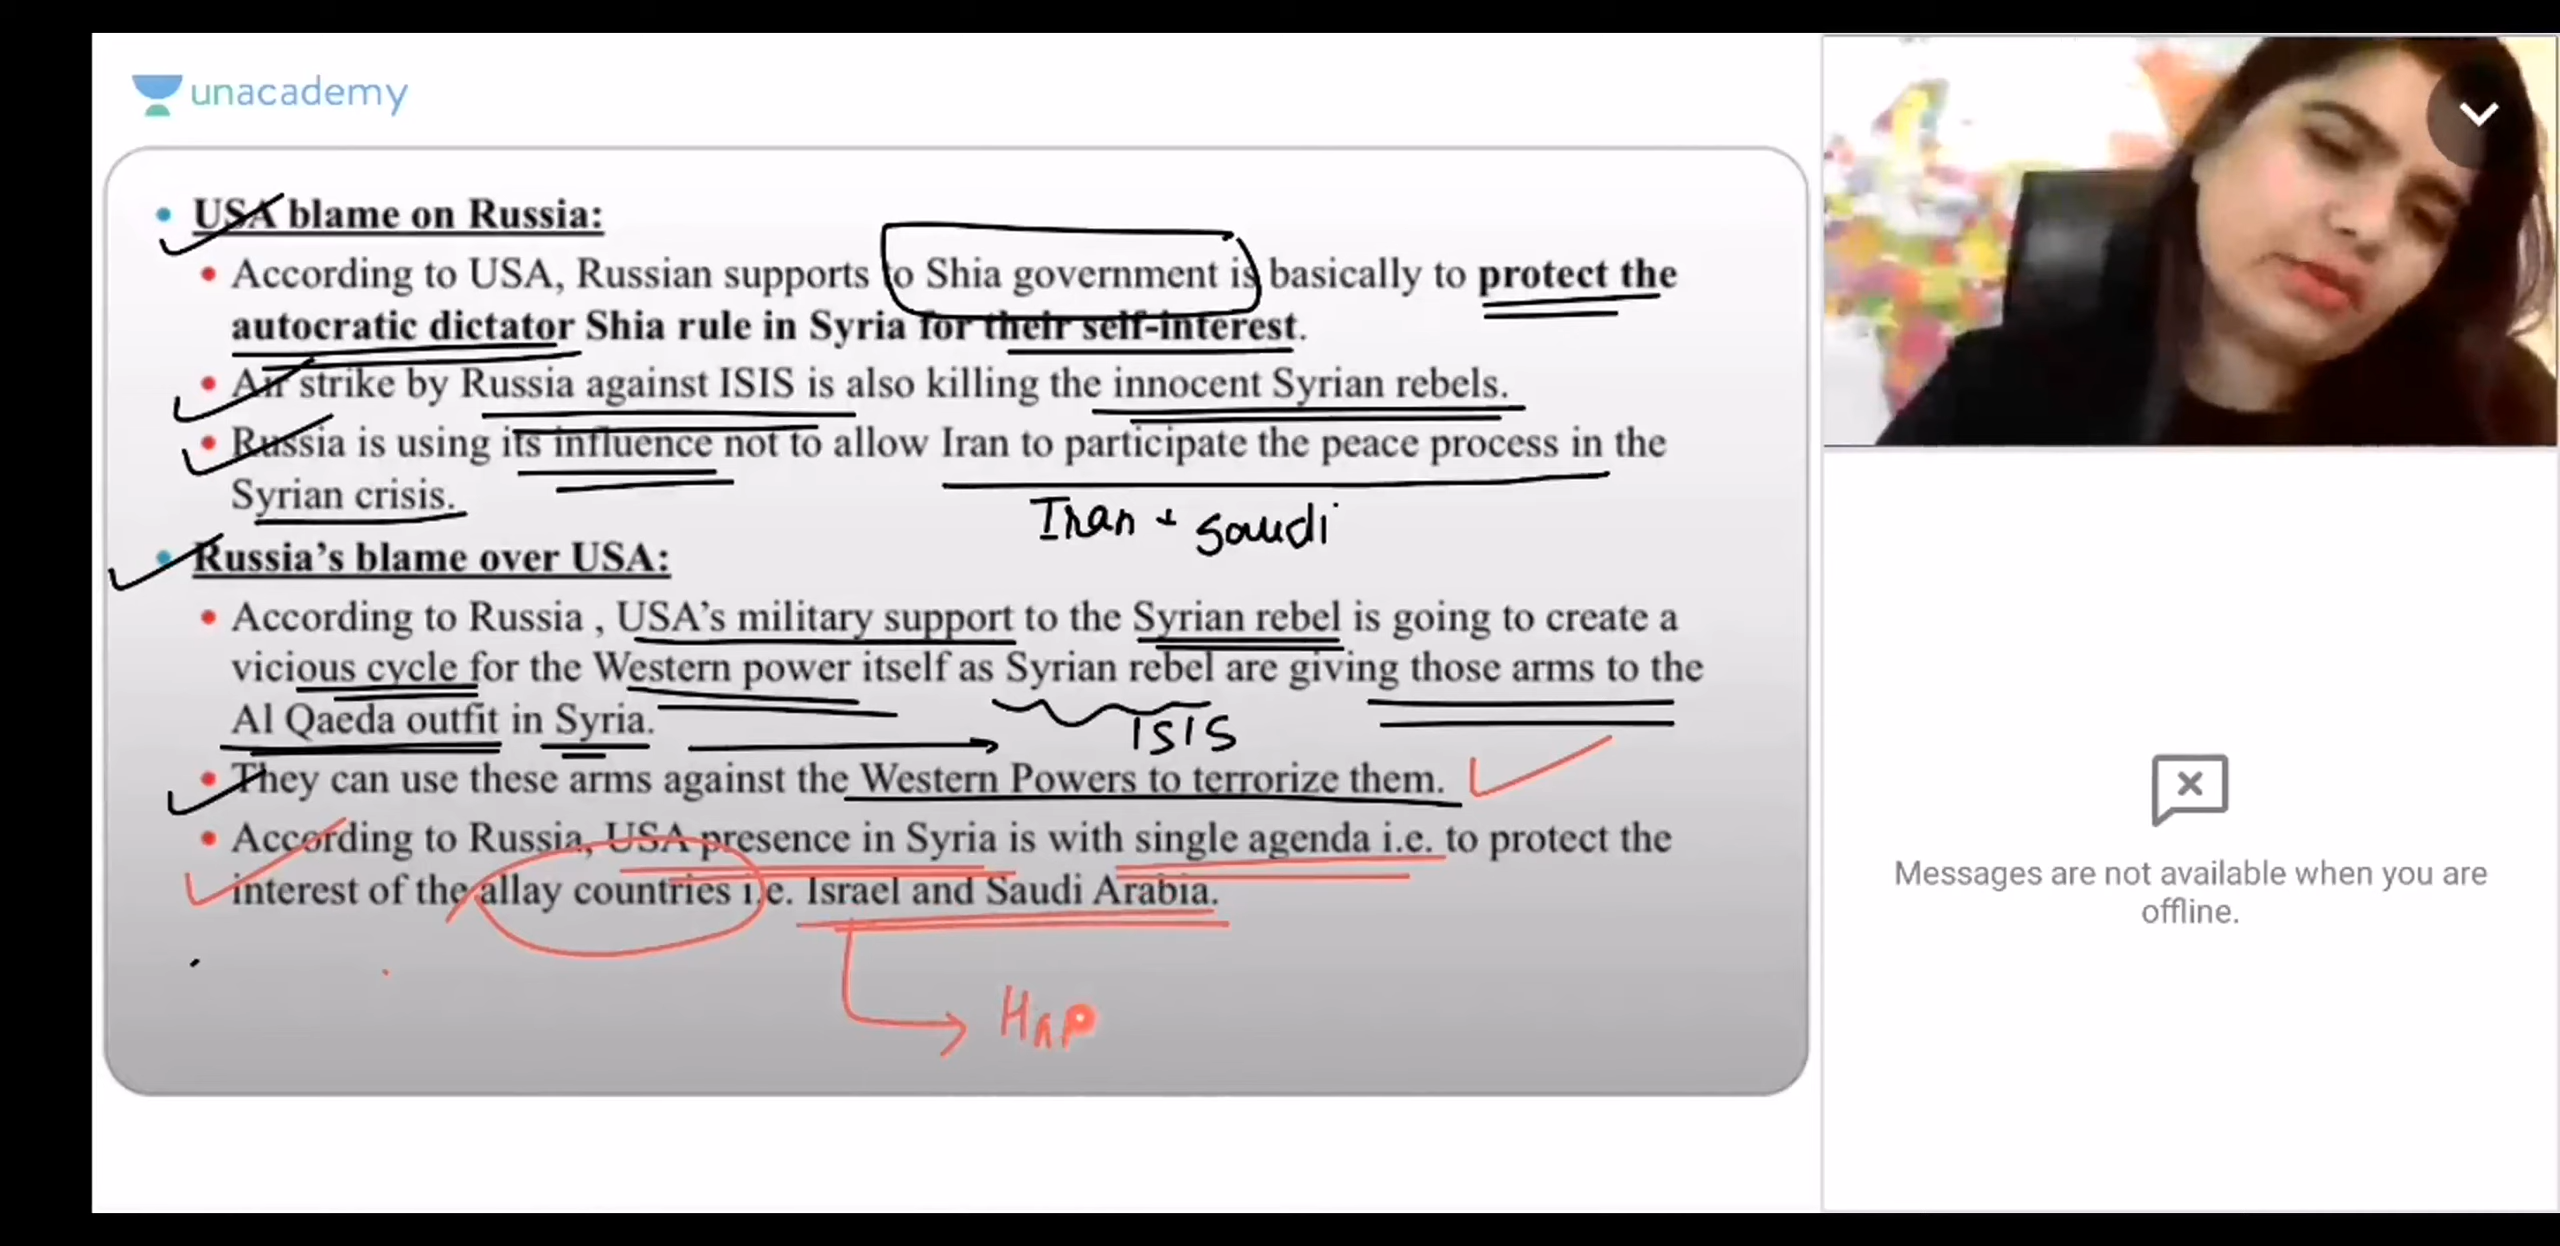 unacademy
USA blame on Russia:
According to USA, Russian supports to Shia government is basically to protect the
autocratic dictator Shia rule in Syria for their self-interest.
Air strike by Russia against ISIS is also killing the innocent Syrian rebels.
Russia is using its influence not to allow Iran to participate the peace process in the
Syrian crisis.
Iran + Saudi
Russia's blame over USA:
According to Russia , USA's military support to the Syrian rebel is going to create a
vicious cycle for the Western power itself as Syrian rebel are giving those arms to the
Al Qaeda outfit in Syria.
ISIS
They can use these arms against the Western Powers to terrorize them.
According to Russia, USA presence in Syria is with single agenda i.e. to protect the
interest of the allay countries i.e. Israel and Saudi Arabia.
Messages are not available when you are
offline.